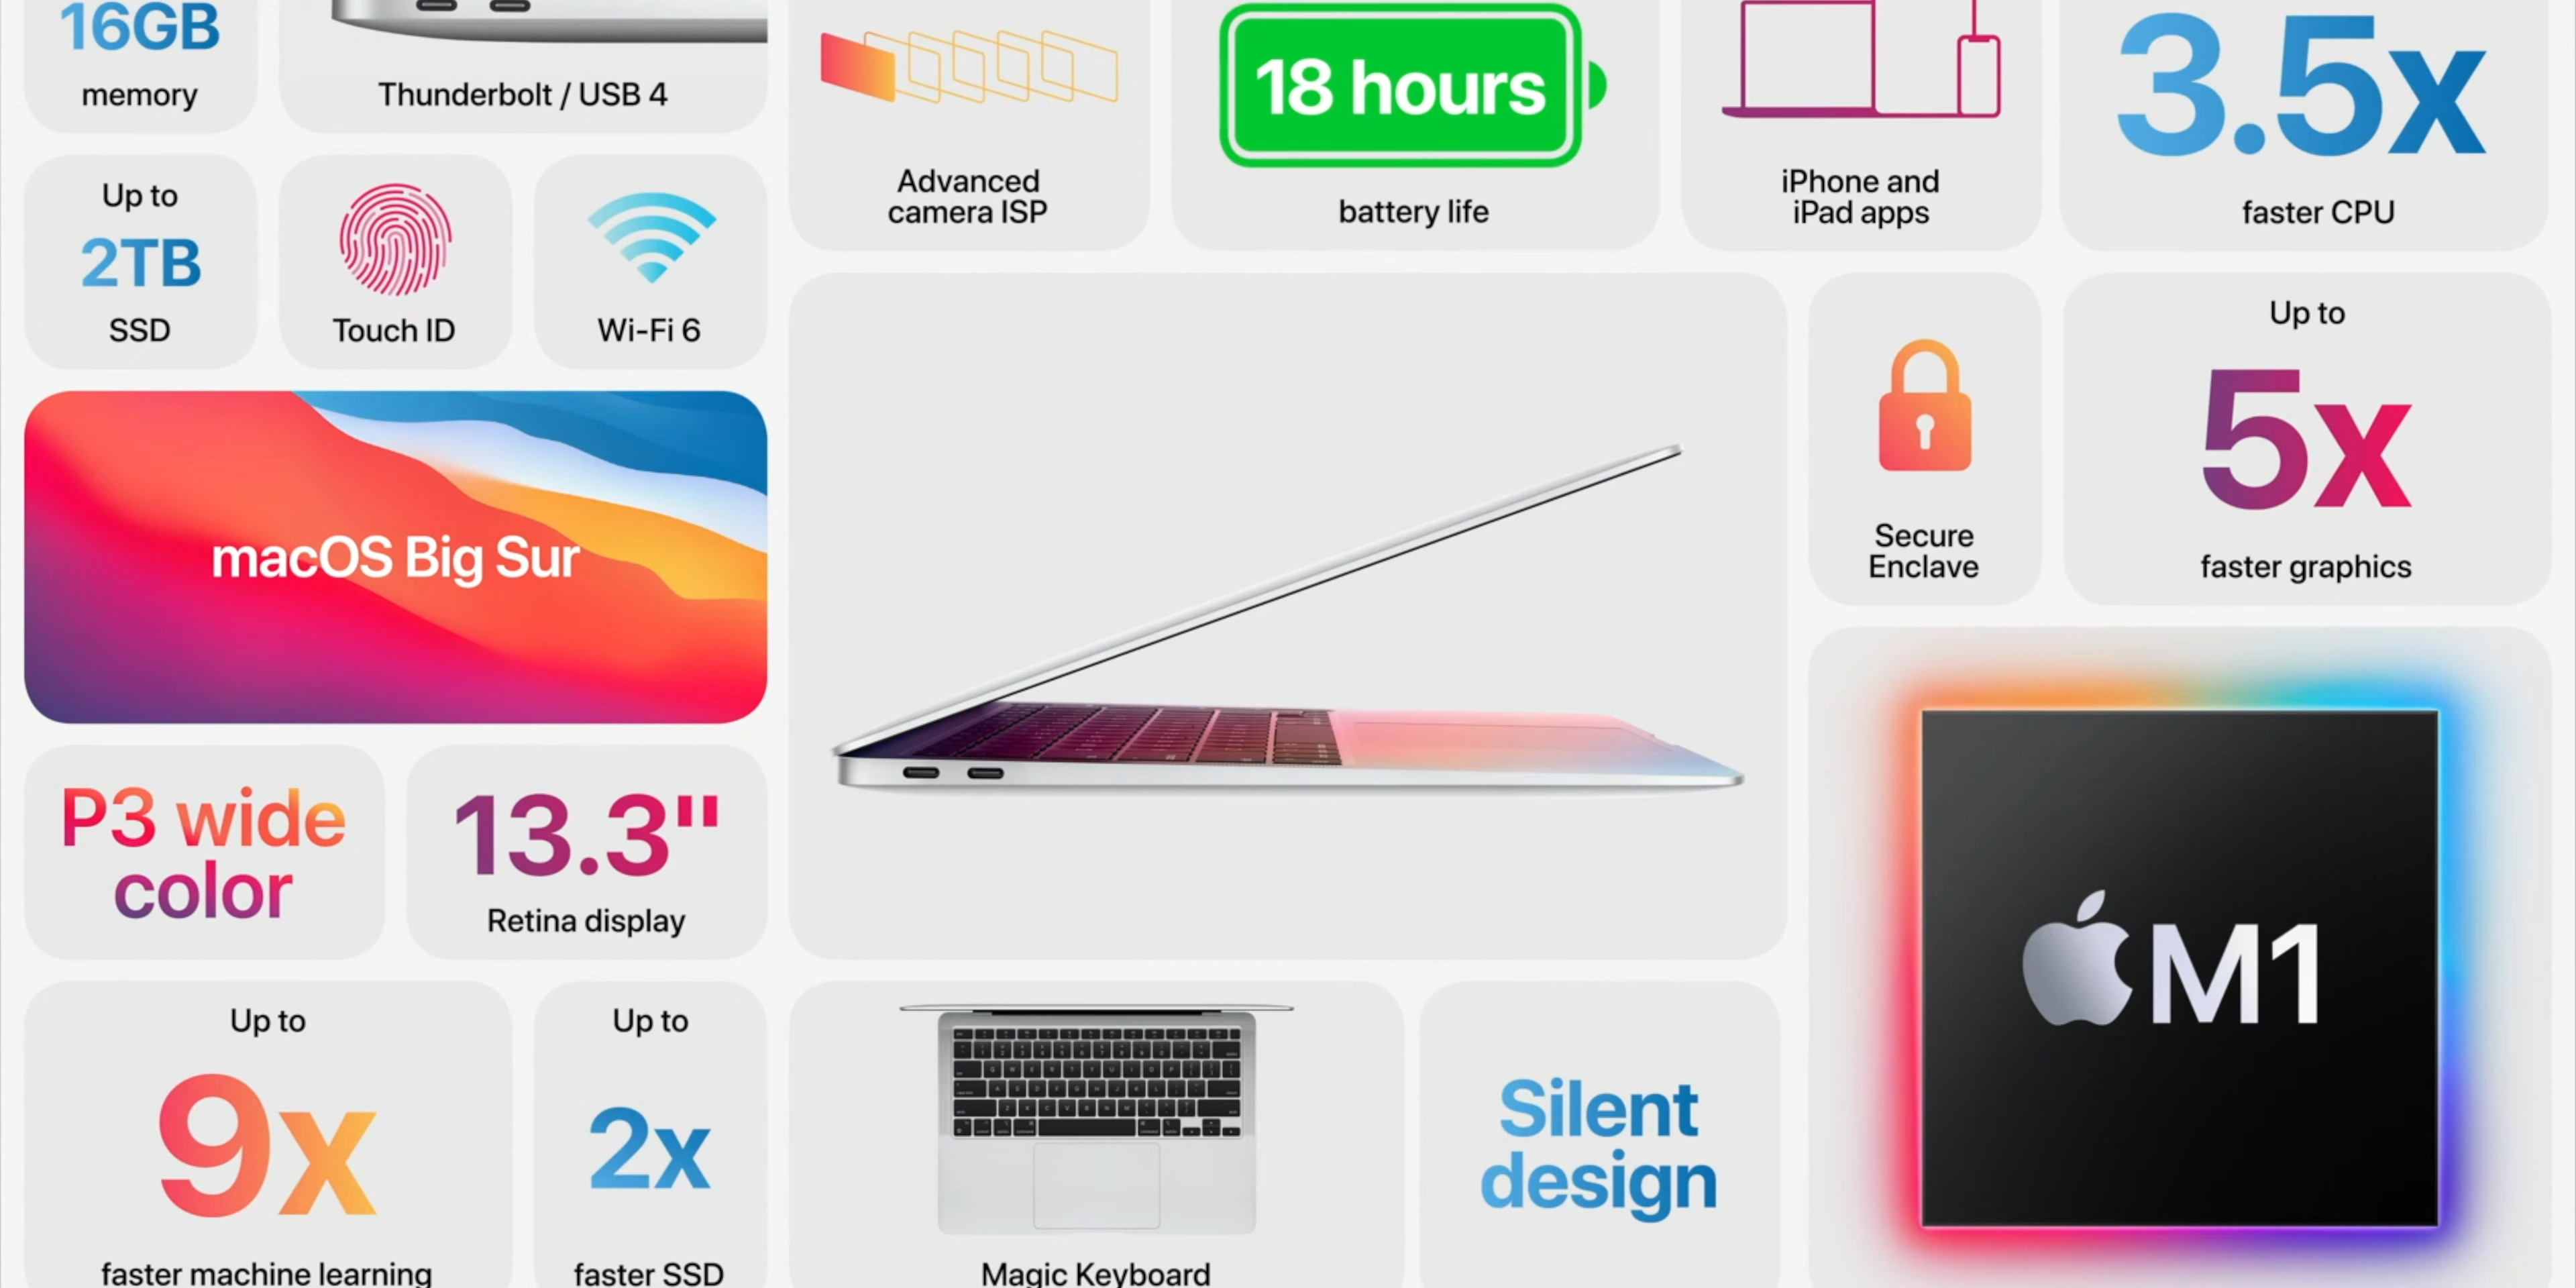 16GB
memory
Thunderbolt / USB 4
Up to
2TB
SSD
Touch ID
Wi-Fi 6
macOS Big Sur
P3 wide
color
13.3"
Retina display
Up to
9x
faster machine learning
Up to
2x
faster SSD
Advanced
camera ISP
18 hours
battery life
iPhone and
iPad apps
3.5x
faster CPU
Secure
Enclave
Up to
5x
faster graphics
M1
Magic Keyboard
Silent
design